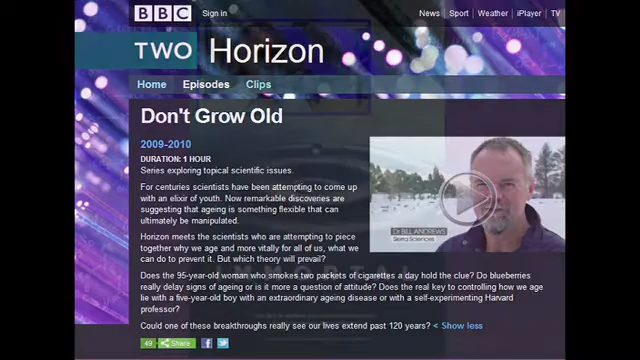 BBC Sign in News Sport Weather iPlayer TV
TWO Horizon
Home Episodes Clips
Don't Grow Old
2009-2010
DURATION: 1 HOUR
Series exploring topical scientific issues.
For centuries scientists have been attempting to come up
with an elixir of youth. Now remarkable discoveries are
suggesting that ageing is something flexible that can
ultimately be manipulated.
Horizon meets the scientists who are attempting to piece
together why we age and more vitally for all of us, what we
can do to prevent it. But which theory will prevail?
Does the 95-year-old woman who smokes two packets of cigarettes a day hold the clue? Do blueberries
really delay signs of ageing or is it more a question of attitude? Does the real key to controlling how we age
lie with a five-year-old boy with an extraordinary ageing disease or with a self-experimenting Harvard
professor?
Could one of these breakthroughs really see our lives extend past 120 years? < Show less
49 Share
Dr BILL ANDREWS
Sierra Sciences
IMMORTAL